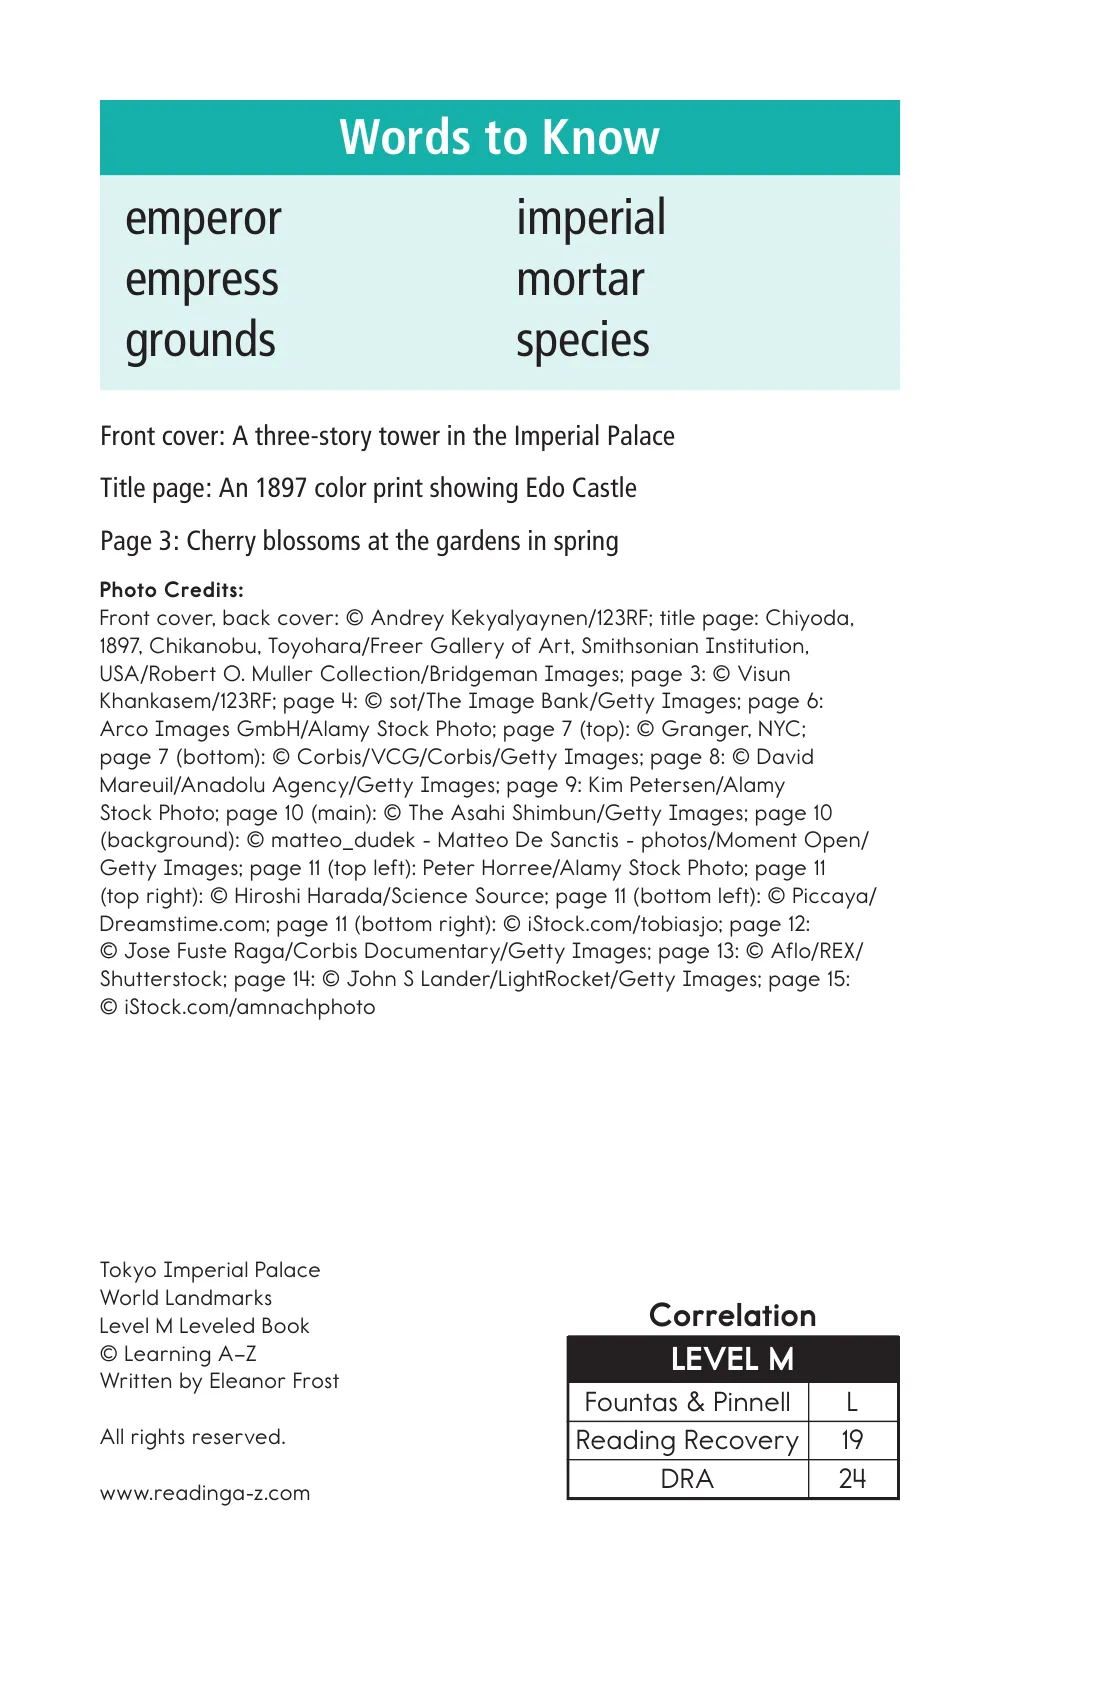 Words to Know
emperor
empress
grounds
imperial
mortar
species
Front cover: A three-story tower in the Imperial Palace
Title page: An 1897 color print showing Edo Castle
Page 3: Cherry blossoms at the gardens in spring
Photo Credits:
Front cover, back cover: © Andrey Kekyalyaynen/123RF; title page: Chiyoda,
1897, Chikanobu, Toyohara/Freer Gallery of Art, Smithsonian Institution,
USA/Robert O. Muller Collection/Bridgeman Images; page 3: © Visun
Khankasem/123RF; page 4: © sot/The Image Bank/Getty Images; page 6:
Arco Images GmbH/Alamy Stock Photo; page 7 (top): © Granger, NYC;
page 7 (bottom): © Corbis/VCG/Corbis/Getty Images; page 8: © David
Mareuil/Anadolu Agency/Getty Images; page 9: Kim Petersen/Alamy
Stock Photo; page 10 (main): © The Asahi Shimbun/Getty Images; page 10
(background): © matteo_dudek - Matteo De Sanctis - photos/Moment Open/
Getty Images; page 11 (top left): Peter Horree/Alamy Stock Photo; page 11
(top right): © Hiroshi Harada/Science Source; page 11 (bottom left): © Piccaya/
Dreamstime.com; page 11 (bottom right): © iStock.com/tobiasjo; page 12:
© Jose Fuste Raga/Corbis Documentary/Getty Images; page 13: © Aflo/REX/
Shutterstock; page 14: © John S Lander/LightRocket/Getty Images; page 15:
© iStock.com/amnachphoto
Tokyo Imperial Palace
World Landmarks
Level M Leveled Book
© Learning A–Z
Written by Eleanor Frost
All rights reserved.
www.readinga-z.com
Correlation
LEVEL M
Fountas & Pinnell L
Reading Recovery 19
DRA 24